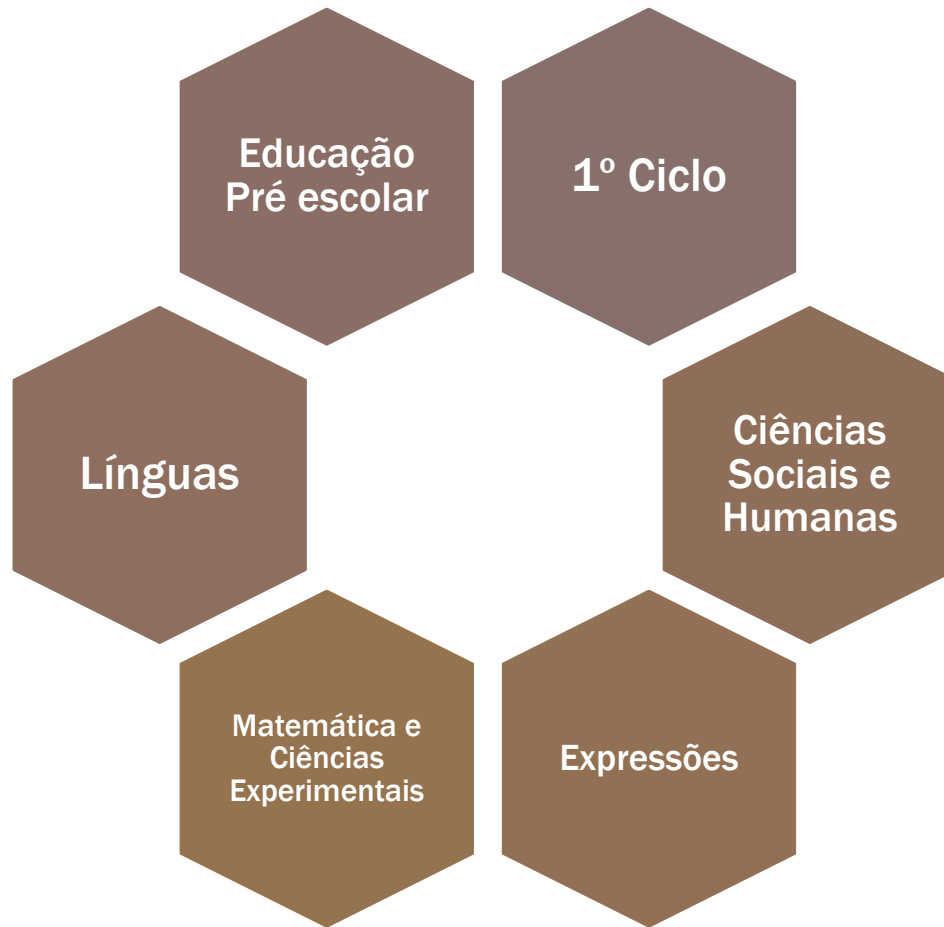 Educação
Pré escolar
1º Ciclo
Línguas
Ciências
Sociais e
Humanas
Matemática e
Ciências
Experimentais
Expressões